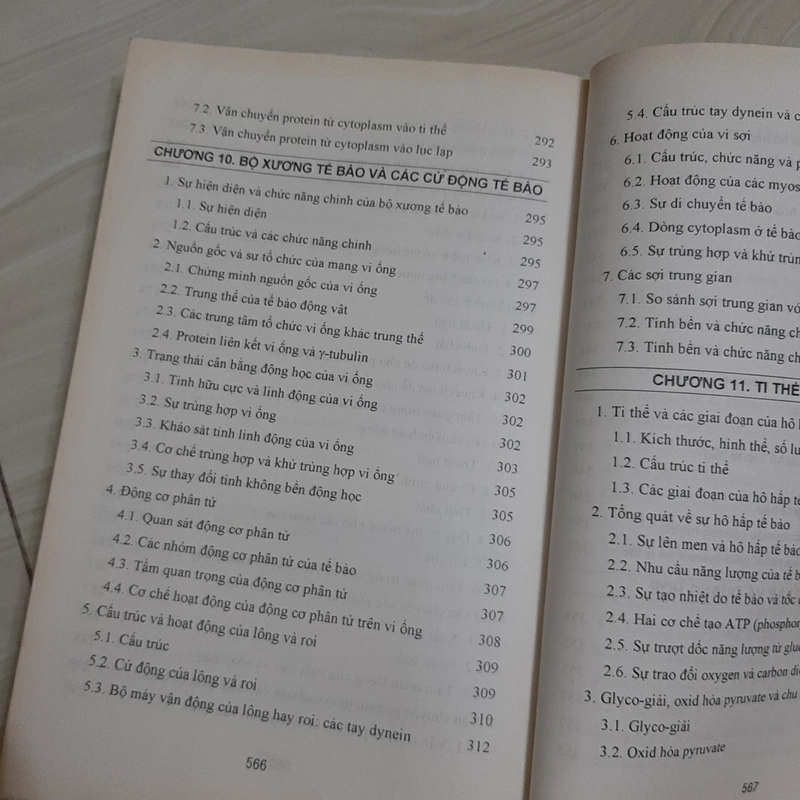 7.2. Vận chuyển protein từ cytoplasm vào ti thể 292
7.3. Vận chuyển protein từ cytoplasm vào lục lạp 293
CHƯƠNG 10. BỘ XƯƠNG TẾ BÀO VÀ CÁC CỬ ĐỘNG TẾ BÀO
1. Sự hiện diện và chức năng chính của bộ xương tế bào 295
1.1. Sự hiện diện 295
1.2. Cấu trúc và các chức năng chính 295
2. Nguồn gốc và sự tổ chức của mạng vi ống 297
2.1. Chứng minh nguồn gốc của vi ống 297
2.2. Trung thể của tế bào động vật 299
2.3. Các trung tâm tổ chức vi ống khác trung thể 300
2.4. Protein liên kết vi ống và γ-tubulin 301
3. Trạng thái cân bằng động học của vi ống 302
3.1. Tính hữu cực và linh động của vi ống 302
3.2. Sự trùng hợp vi ống 302
3.3. Khảo sát tính linh động của vi ống 303
3.4. Cơ chế trùng hợp và khử trùng hợp vi ống 305
3.5. Sự thay đổi tính không bền động học 305
4. Động cơ phân tử 306
4.1. Quan sát động cơ phân tử 306
4.2. Các nhóm động cơ phân tử của tế bào 307
4.3. Tầm quan trọng của động cơ phân tử 307
4.4. Cơ chế hoạt động của động cơ phân tử trên vi ống 308
5. Cấu trúc và hoạt động của lông và roi 309
5.1. Cấu trúc 309
5.2. Cử động của lông và roi 310
5.3. Bộ máy vận động của lông hay roi: các tay dynein 312
566
5.4. Cấu trúc tay dynein và c
6. Hoạt động của vi sợi
6.1. Cấu trúc, chức năng và p
6.2. Hoạt động của các myos
6.3. Sự di chuyển tế bào
6.4. Dòng cytoplasm ở tế bào
6.5. Sự trùng hợp và khử trùn
7. Các sợi trung gian
7.1. So sánh sợi trung gian với
7.2. Tính bền và chức năng ch
7.3. Tính bền và chức năng ch
CHƯƠNG 11. TI THỂ
1. Ti thể và các giai đoạn của hô h
1.1. Kích thước, hình thể, số lư
1.2. Cấu trúc ti thể
1.3. Các giai đoạn của hô hấp tế
2. Tổng quát về sự hô hấp tế bào
2.1. Sự lên men và hô hấp tế bào
2.2. Nhu cầu năng lượng của tế b
2.3. Sự tạo nhiệt do tế bào và tốc
2.4. Hai cơ chế tạo ATP (phosphor
2.5. Sự trượt dốc năng lượng từ gluc
2.6. Sự trao đổi oxygen và carbon di
3. Glyco-giải, oxid hóa pyruvate và chu
3.1. Glyco-giải
3.2. Oxid hóa pyruvate
567